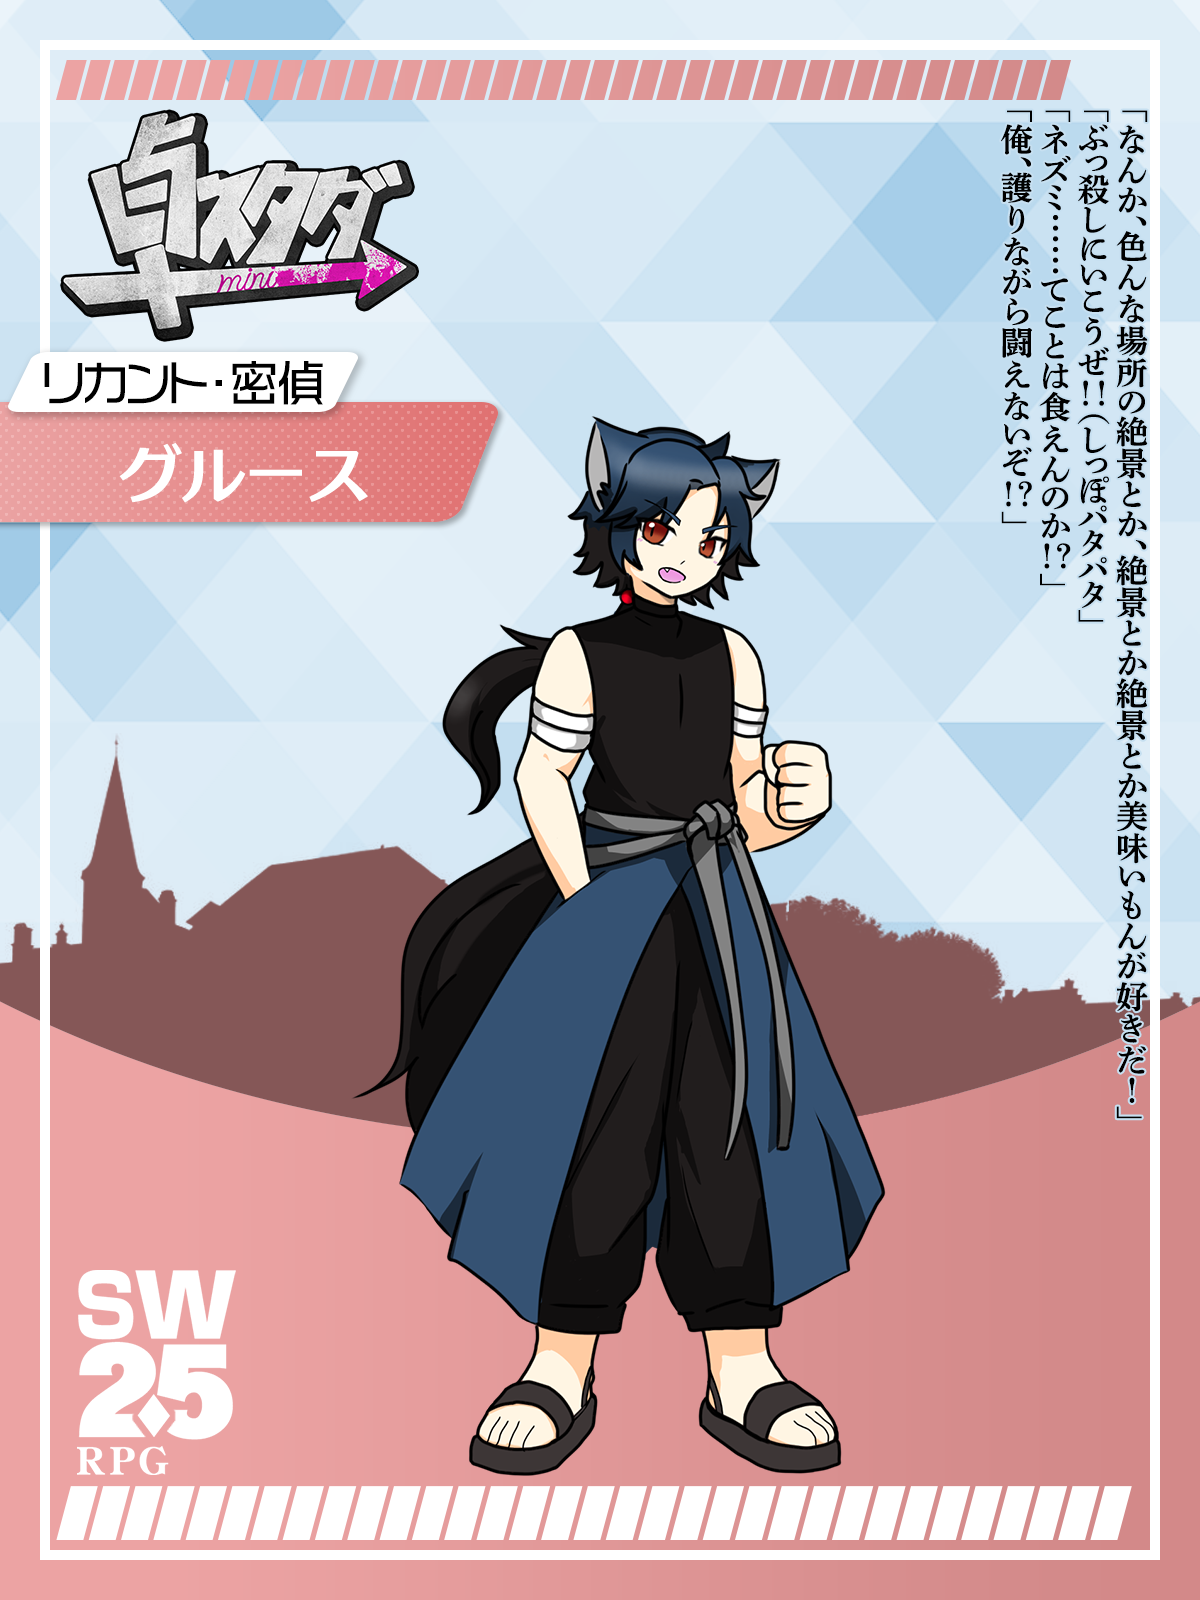 卓スタダ
mini
リカント・密偵
グルース
「なんか、色んな場所の絶景とか、絶景とか絶景とか美味いもんが好きだ！」
「ぶっ殺しにいこうぜ!!（しっぽパタパタ」
「ネズミ……てことは食えんのか!?」
「俺、護りながら闘えないぞ!?」
SW
2.5
RPG